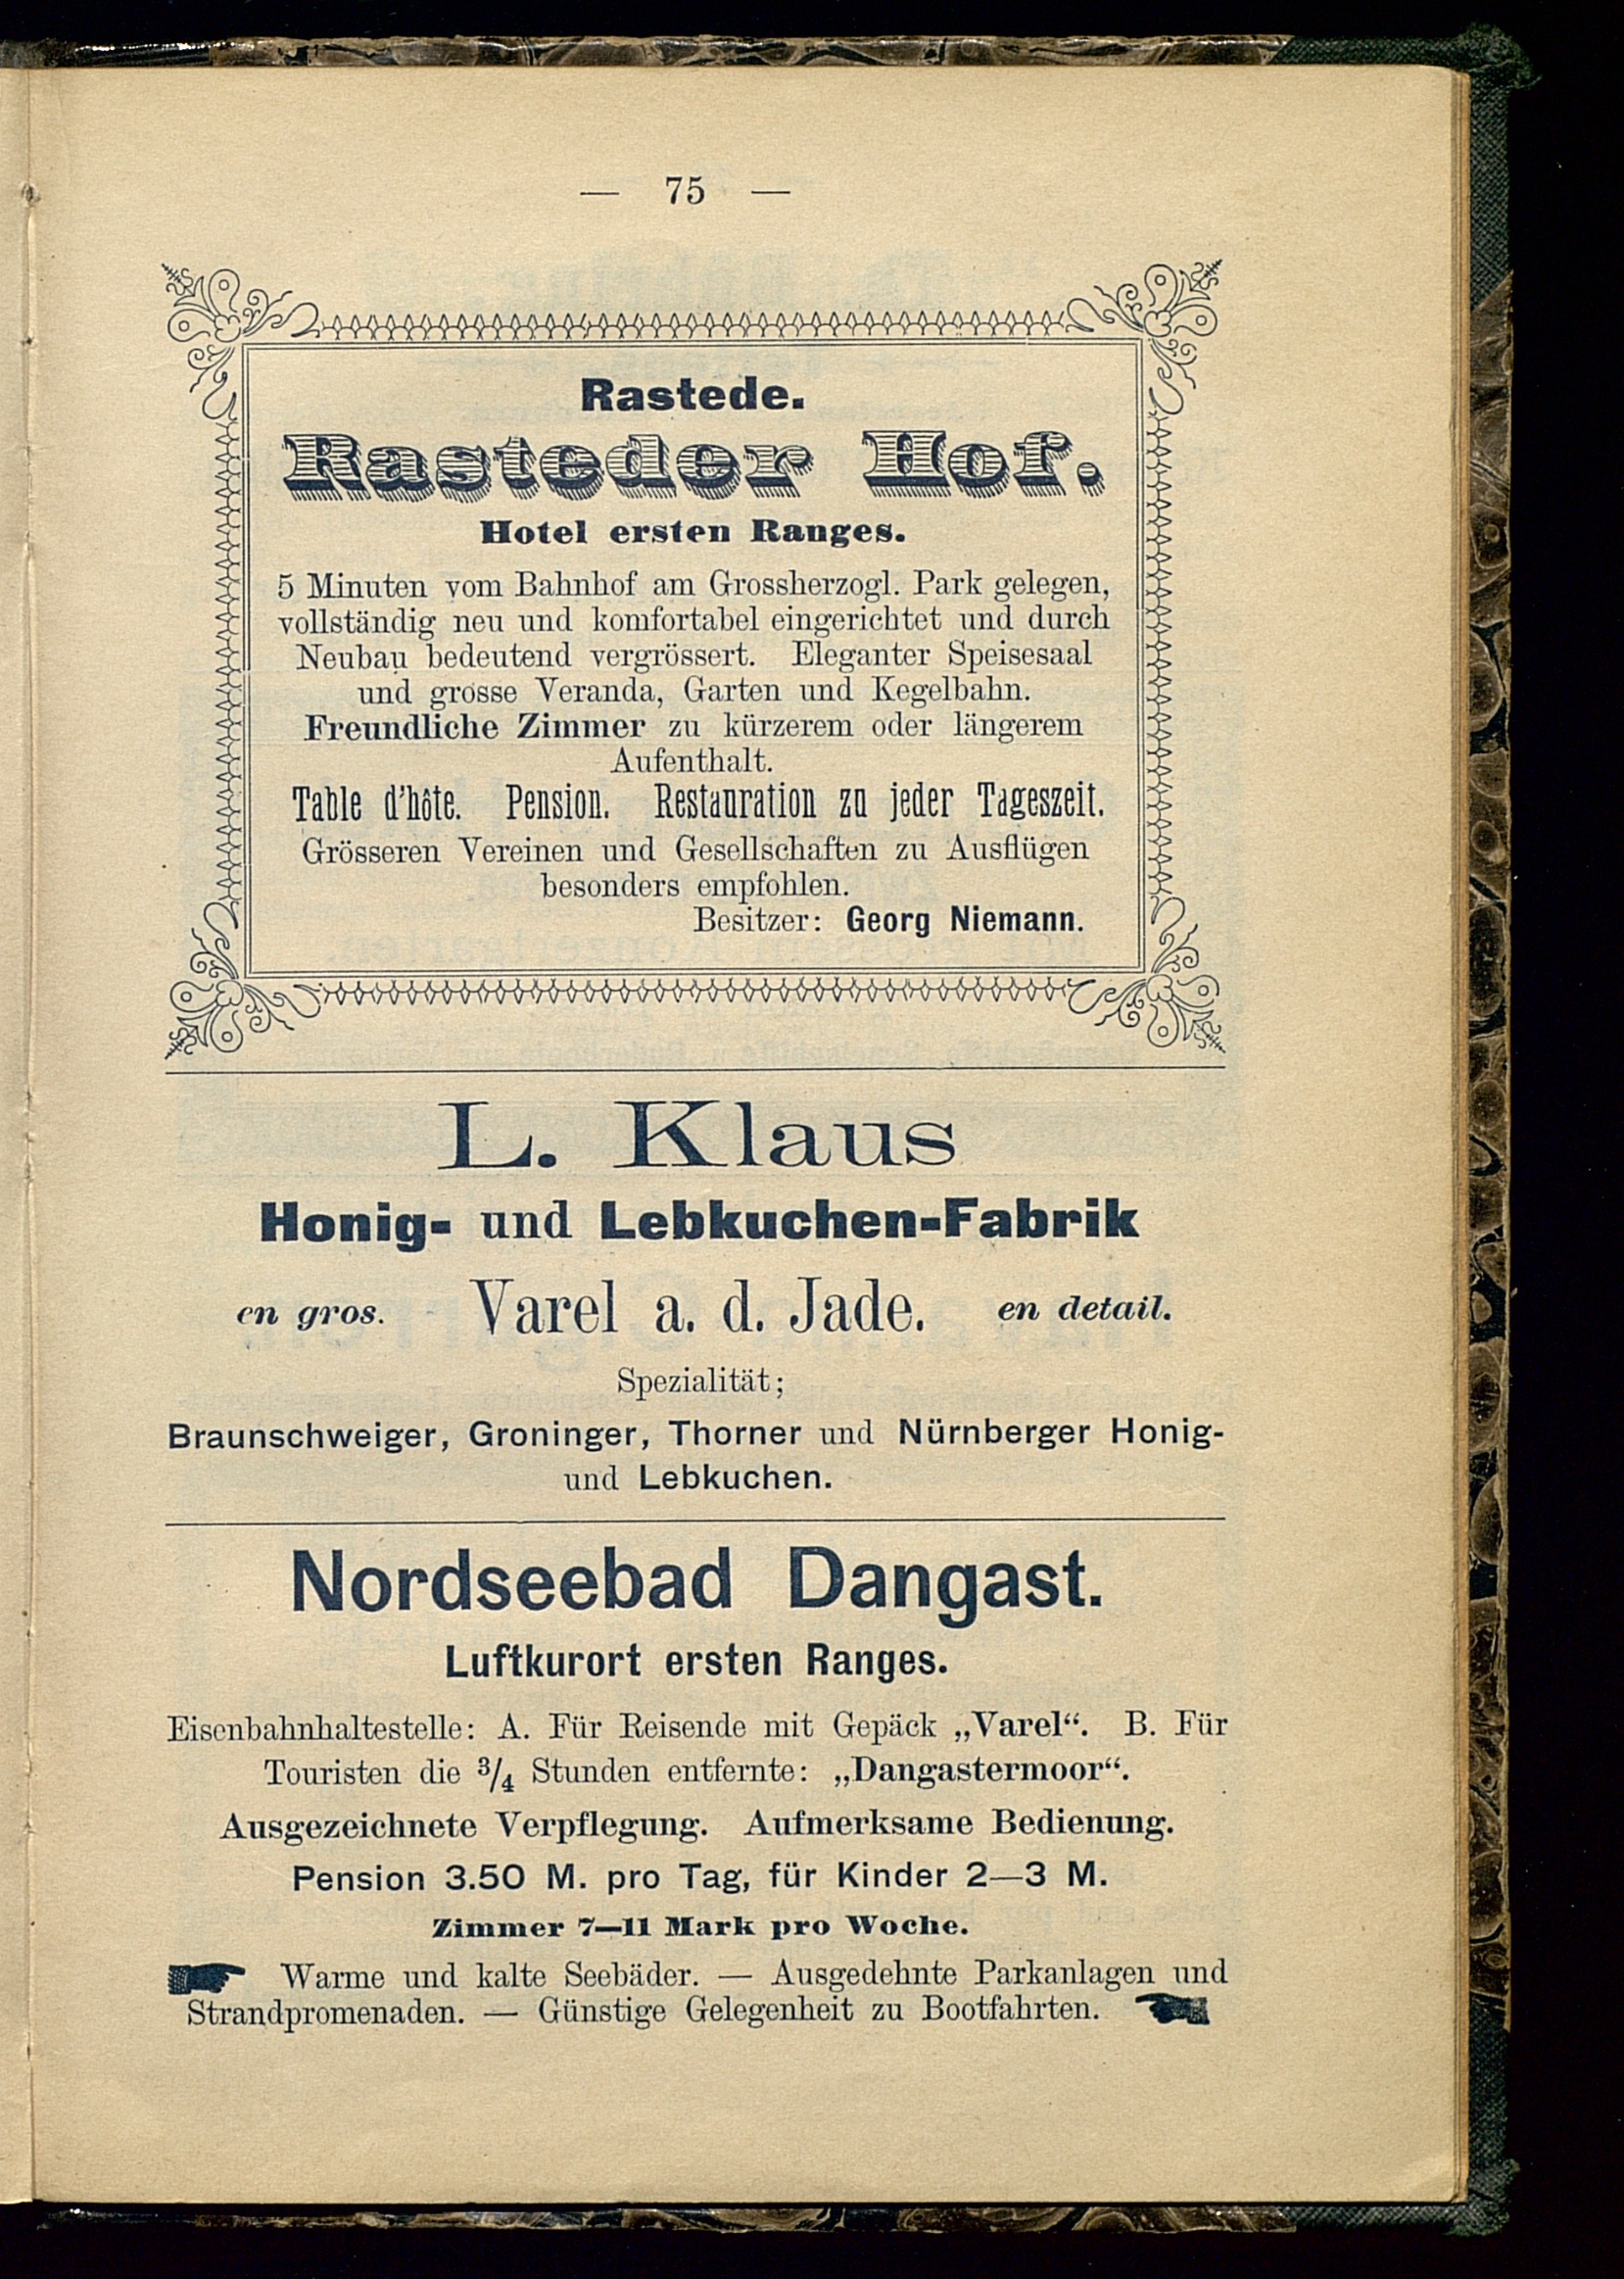 — 75 —
Rastede.
Rasteder Hof.
Hotel ersten Ranges.
5 Minuten vom Bahnhof am Grossherzogl. Park gelegen,
vollständig neu und komfortabel eingerichtet und durch
Neubau bedeutend vergrössert. Eleganter Speisesaal
und grosse Veranda, Garten und Kegelbahn.
Freundliche Zimmer zu kürzerem oder längerem
Aufenthalt.
Table d'hôte. Pension. Restauration zu jeder Tageszeit.
Grösseren Vereinen und Gesellschaften zu Ausflügen
besonders empfohlen.
Besitzer: Georg Niemann.
L. Klaus
Honig- und Lebkuchen-Fabrik
en gros. Varel a. d. Jade. en detail.
Spezialität;
Braunschweiger, Groninger, Thorner und Nürnberger Honig-
und Lebkuchen.
Nordseebad Dangast.
Luftkurort ersten Ranges.
Eisenbahnhaltestelle: A. Für Reisende mit Gepäck „Varel“. B. Für
Touristen die 3/4 Stunden entfernte: „Dangastermoor“.
Ausgezeichnete Verpflegung. Aufmerksame Bedienung.
Pension 3.50 M. pro Tag, für Kinder 2—3 M.
Zimmer 7—11 Mark pro Woche.
Warme und kalte Seebäder. — Ausgedehnte Parkanlagen und
Strandpromenaden. — Günstige Gelegenheit zu Bootfahrten.